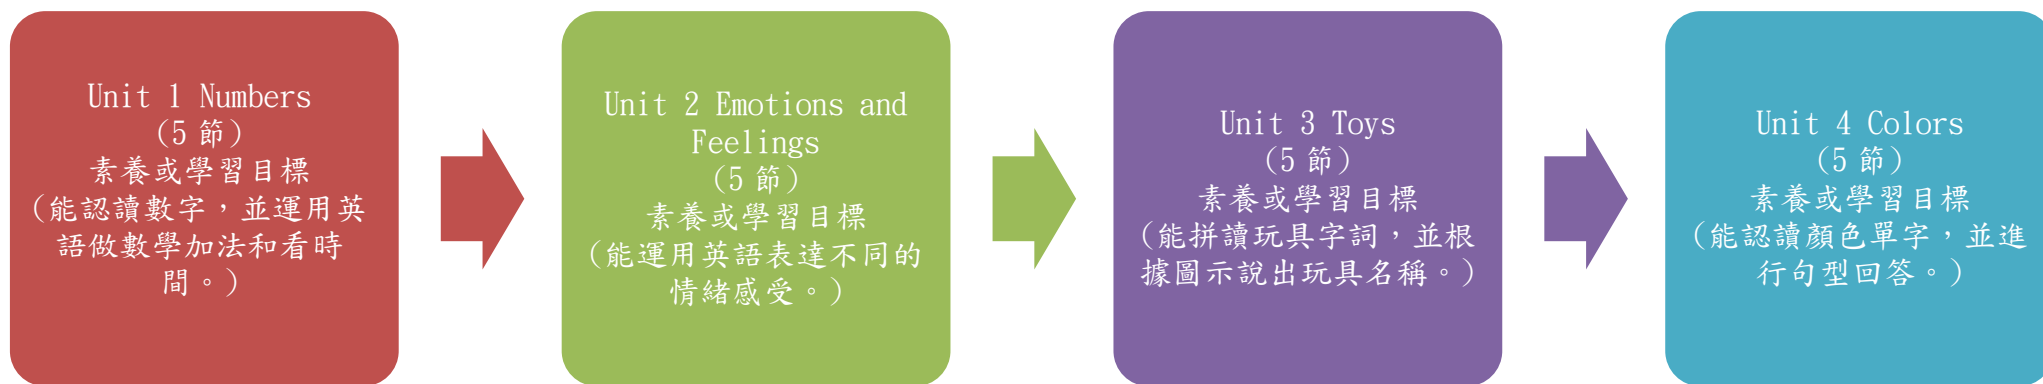 Unit 1 Numbers
(5 節)
素養或學習目標
(能認讀數字，並運用英
語做數學加法和看時
間。)
Unit 2 Emotions and
Feelings
(5 節)
素養或學習目標
(能運用英語表達不同的
情緒感受。)
Unit 3 Toys
(5 節)
素養或學習目標
(能拼讀玩具字詞，並根
據圖示說出玩具名稱。)
Unit 4 Colors
(5 節)
素養或學習目標
(能認讀顏色單字，並進
行句型回答。)